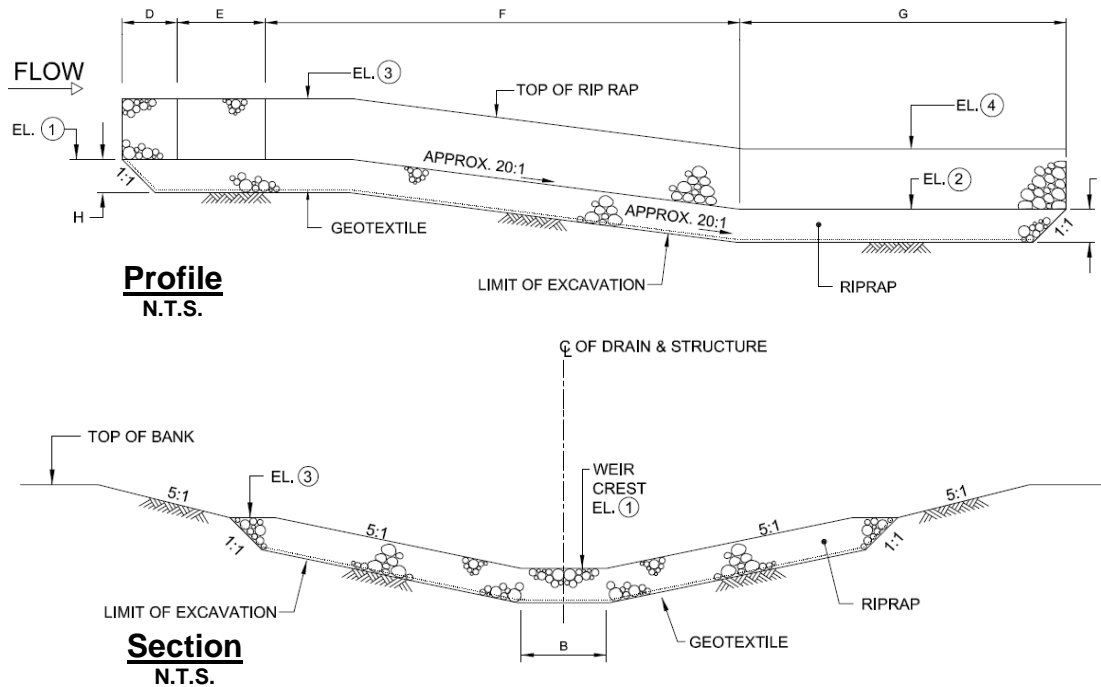 D
E
F
G
FLOW
EL. 3
TOP OF RIP RAP
EL. 4
EL. 1
APPROX. 20:1
EL. 2
1:1
H
GEOTEXTILE
APPROX. 20:1
1:1
LIMIT OF EXCAVATION
RIPRAP
Profile
N.T.S.
℄ OF DRAIN & STRUCTURE
TOP OF BANK
EL. 3
WEIR
CREST
EL. 1
5:1
5:1
5:1
5:1
1:1
1:1
LIMIT OF EXCAVATION
RIPRAP
GEOTEXTILE
B
Section
N.T.S.